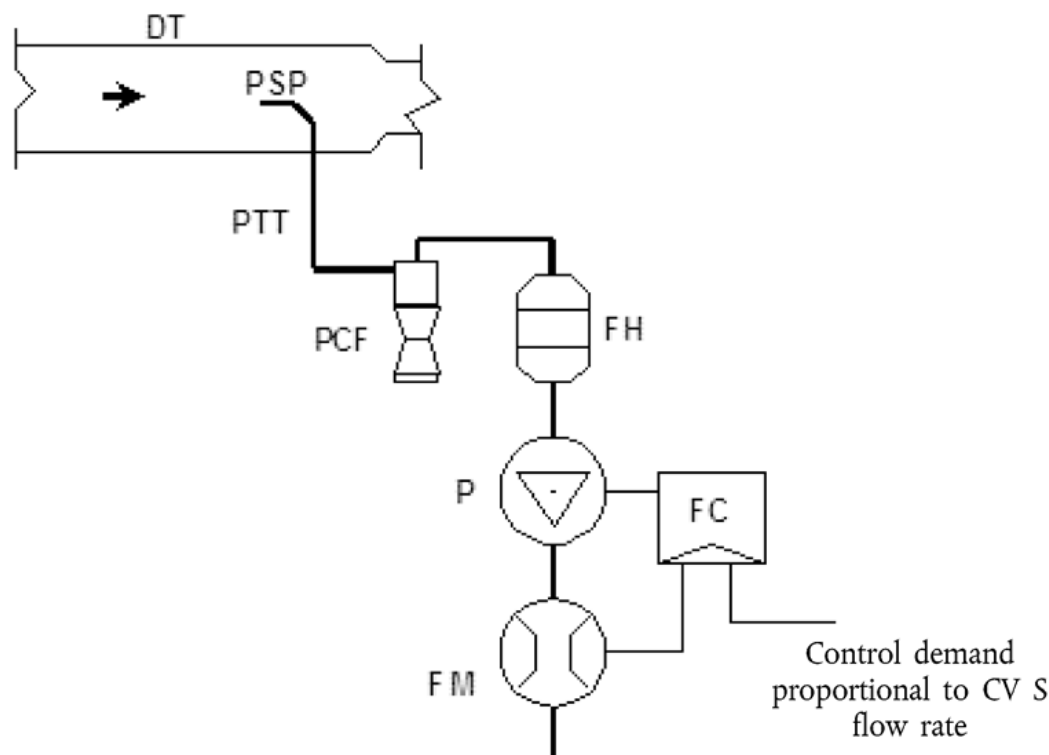 DT
PSP
PTT
PCF
FH
P
FC
FM
Control demand
proportional to CV S
flow rate